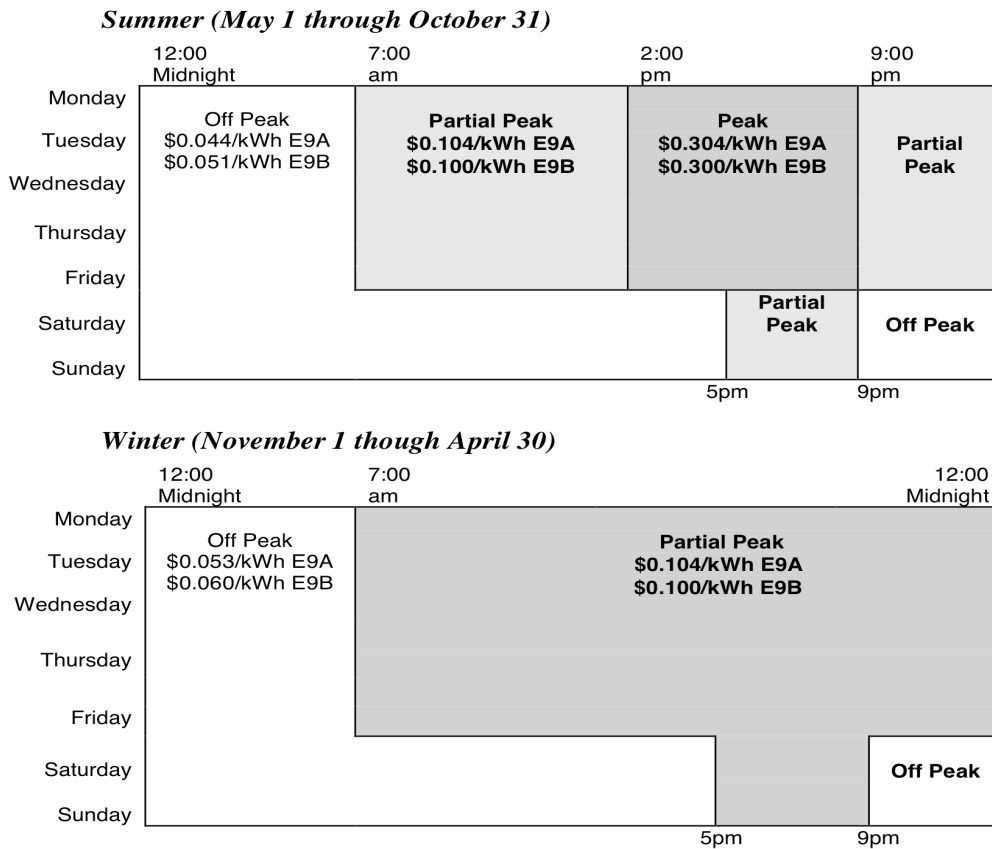 Summer (May 1 through October 31)
12:00 7:00 2:00 9:00
Midnight am pm pm
Monday
Off Peak Partial Peak Peak
Tuesday $0.044/kWh E9A $0.104/kWh E9A $0.304/kWh E9A Partial
$0.051/kWh E9B $0.100/kWh E9B $0.300/kWh E9B Peak
Wednesday
Thursday
Friday
Partial
Saturday Peak Off Peak
Sunday
5pm 9pm
Winter (November 1 though April 30)
12:00 7:00 12:00
Midnight am Midnight
Monday
Off Peak Partial Peak
Tuesday $0.053/kWh E9A $0.104/kWh E9A
$0.060/kWh E9B $0.100/kWh E9B
Wednesday
Thursday
Friday
Saturday Off Peak
Sunday
5pm 9pm